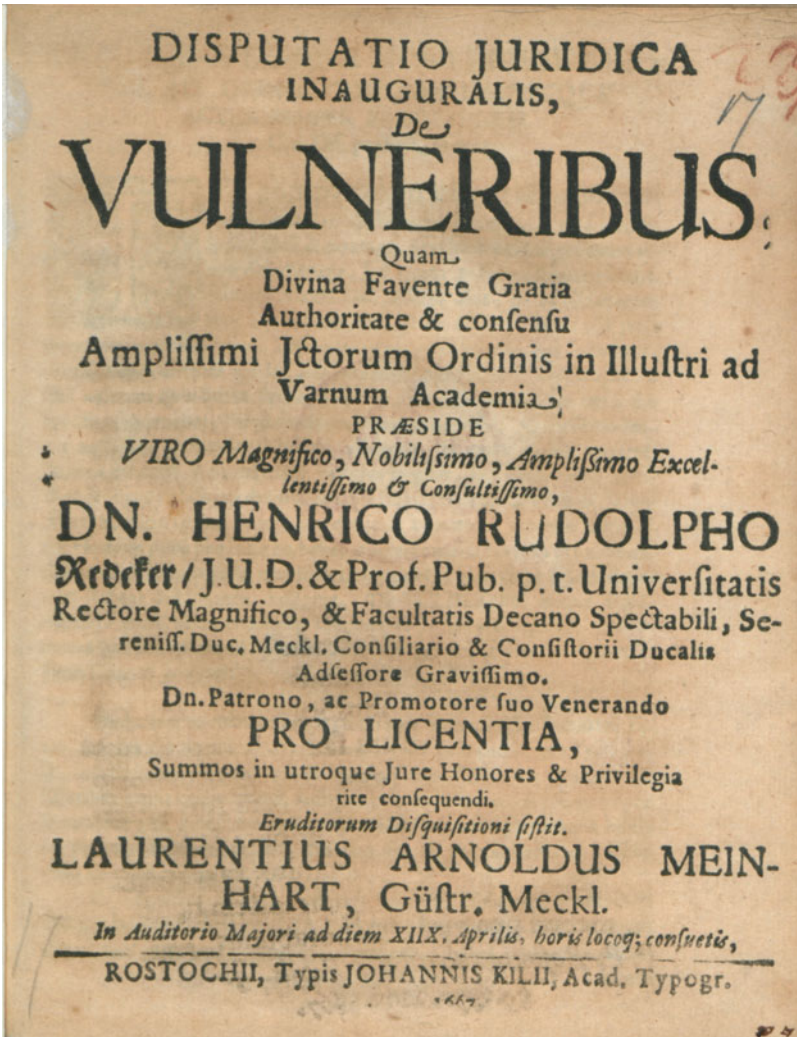 DISPUTATIO JURIDICA
INAUGURALIS,
De
VULNERIBUS,
Quam
Divina Favente Gratia
Authoritate & conſenſu
Ampliſſimi Jctorum Ordinis in Illuſtri ad
Varnum Academia,
PRÆSIDE
VIRO Magnifico, Nobiliſsimo, Amplißimo Excel-
lentiſſimo & Conſultiſſimo,
DN. HENRICO RUDOLPHO
Redeker / J.U.D. & Prof. Pub. p. t. Univerſitatis
Rectore Magnifico, & Facultatis Decano Spectabili, Se-
reniſſ. Duc. Meckl. Conſiliario & Conſiſtorii Ducalis
Adſeſſore Graviſſimo.
Dn. Patrono, ac Promotore ſuo Venerando
PRO LICENTIA,
Summos in utroque Jure Honores & Privilegia
rite conſequendi.
Eruditorum Diſquiſitioni ſiſtit.
LAURENTIUS ARNOLDUS MEIN-
HART, Güſtr. Meckl.
In Auditorio Majori ad diem XIIX. Aprilis, horis locoq; conſuetis,
ROSTOCHII, Typis JOHANNIS KILII, Acad. Typogr.
17
17